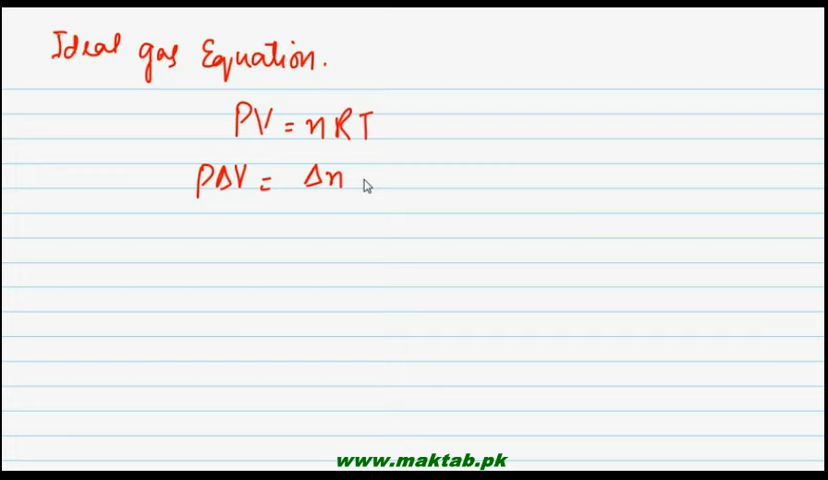 Ideal gas Equation.
PV = nRT
PΔV = Δn
www.maktab.pk